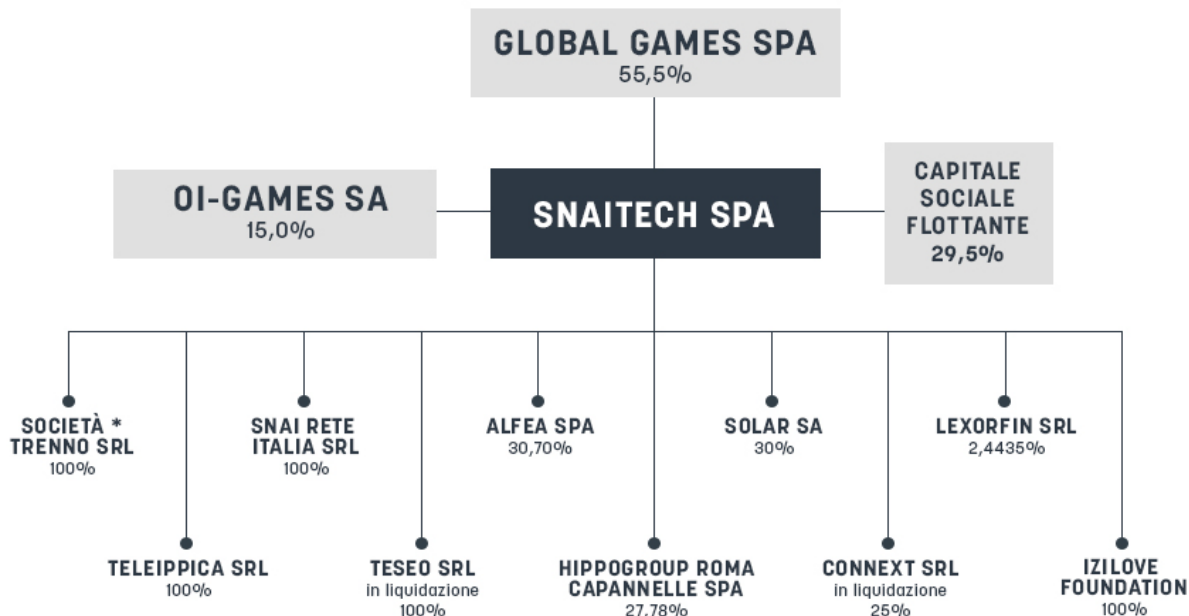 GLOBAL GAMES SPA
55,5%
OI-GAMES SA
15,0%
SNAITECH SPA
CAPITALE
SOCIALE
FLOTTANTE
29,5%
SOCIETÀ *
TRENNO SRL
100%
SNAI RETE
ITALIA SRL
100%
ALFEA SPA
30,70%
SOLAR SA
30%
LEXORFIN SRL
2,4435%
TELEIPPICA SRL
100%
TESEO SRL
in liquidazione
100%
HIPPOGROUP ROMA
CAPANNELLE SPA
27,78%
CONNEXT SRL
in liquidazione
25%
IZILOVE
FOUNDATION
100%